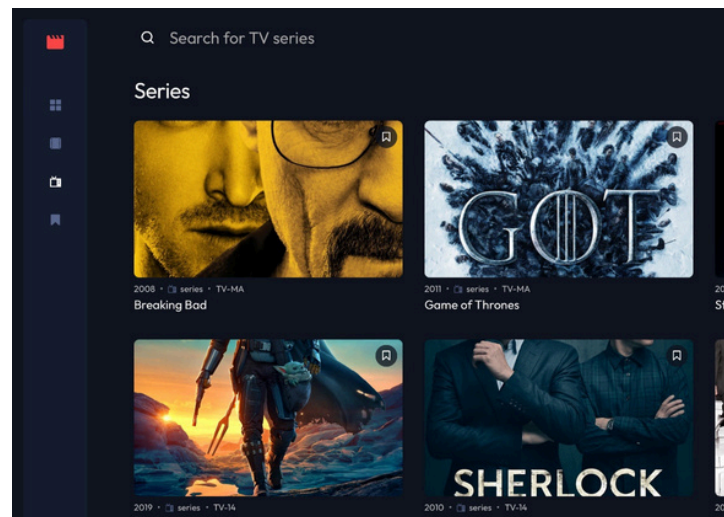 Search for TV series
Series
GOT
2008 • series • TV-MA
Breaking Bad
2011 • series • TV-MA
Game of Thrones
SHERLOCK
2019 • series • TV-14
2010 • series • TV-14